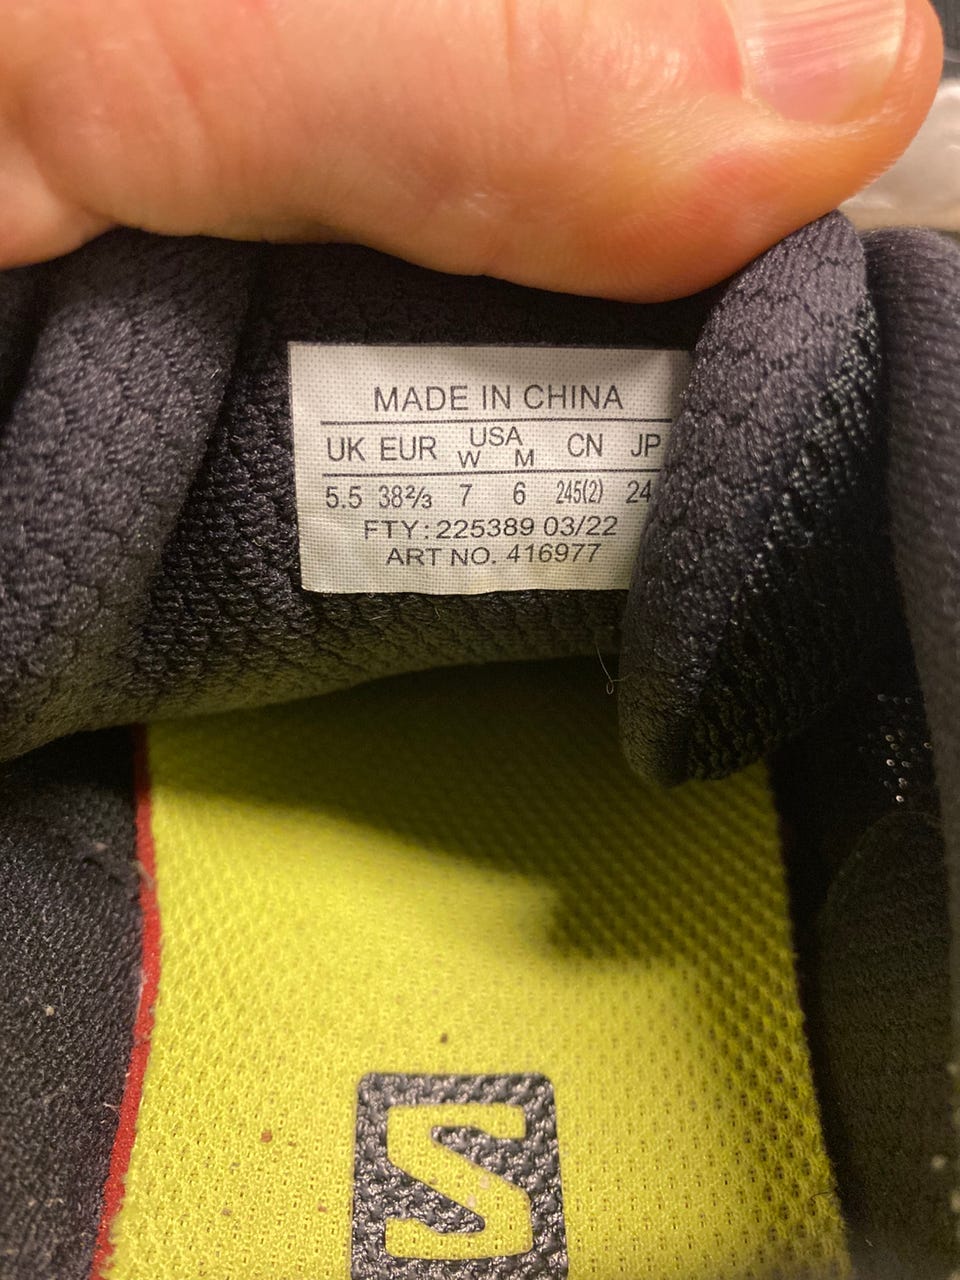 MADE IN CHINA
UK EUR USA CN JP
W M
5.5 38⅔ 7 6 245(2) 24
FTY: 225389 03/22
ART NO. 416977
S